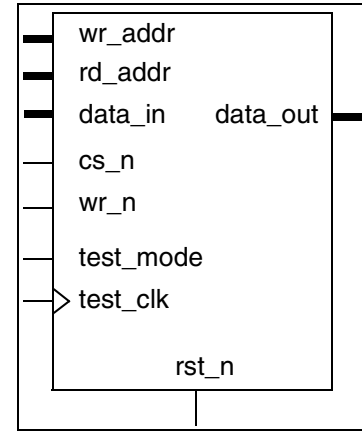 wr_addr
rd_addr
data_in data_out
cs_n
wr_n
test_mode
test_clk
rst_n